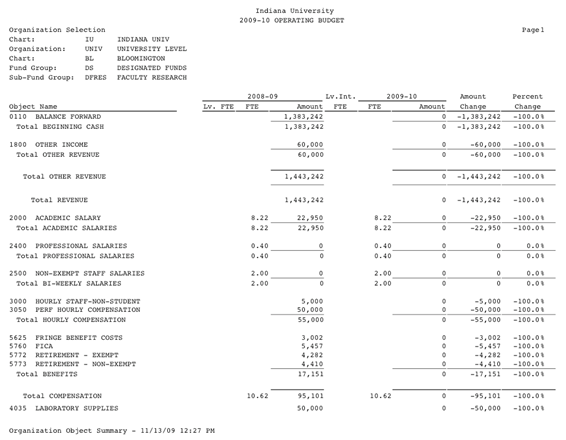 Indiana University
2009-10 OPERATING BUDGET
Organization Selection Page1
Chart: IU INDIANA UNIV
Organization: UNIV UNIVERSITY LEVEL
Chart: BL BLOOMINGTON
Fund Group: DS DESIGNATED FUNDS
Sub-Fund Group: DFRES FACULTY RESEARCH
2008-09 Lv.Int. 2009-10 Amount Percent
Object Name Lv. FTE FTE Amount FTE FTE Amount Change Change
0110 BALANCE FORWARD 1,383,242 0 -1,383,242 -100.0%
Total BEGINNING CASH 1,383,242 0 -1,383,242 -100.0%
1800 OTHER INCOME 60,000 0 -60,000 -100.0%
Total OTHER REVENUE 60,000 0 -60,000 -100.0%
Total OTHER REVENUE 1,443,242 0 -1,443,242 -100.0%
Total REVENUE 1,443,242 0 -1,443,242 -100.0%
2000 ACADEMIC SALARY 8.22 22,950 8.22 0 -22,950 -100.0%
Total ACADEMIC SALARIES 8.22 22,950 8.22 0 -22,950 -100.0%
2400 PROFESSIONAL SALARIES 0.40 0 0.40 0 0 0.0%
Total PROFESSIONAL SALARIES 0.40 0 0.40 0 0 0.0%
2500 NON-EXEMPT STAFF SALARIES 2.00 0 2.00 0 0 0.0%
Total BI-WEEKLY SALARIES 2.00 0 2.00 0 0 0.0%
3000 HOURLY STAFF-NON-STUDENT 5,000 0 -5,000 -100.0%
3050 PERF HOURLY COMPENSATION 50,000 0 -50,000 -100.0%
Total HOURLY COMPENSATION 55,000 0 -55,000 -100.0%
5625 FRINGE BENEFIT COSTS 3,002 0 -3,002 -100.0%
5760 FICA 5,457 0 -5,457 -100.0%
5772 RETIREMENT - EXEMPT 4,282 0 -4,282 -100.0%
5773 RETIREMENT - NON-EXEMPT 4,410 0 -4,410 -100.0%
Total BENEFITS 17,151 0 -17,151 -100.0%
Total COMPENSATION 10.62 95,101 10.62 0 -95,101 -100.0%
4035 LABORATORY SUPPLIES 50,000 0 -50,000 -100.0%
Organization Object Summary - 11/13/09 12:27 PM